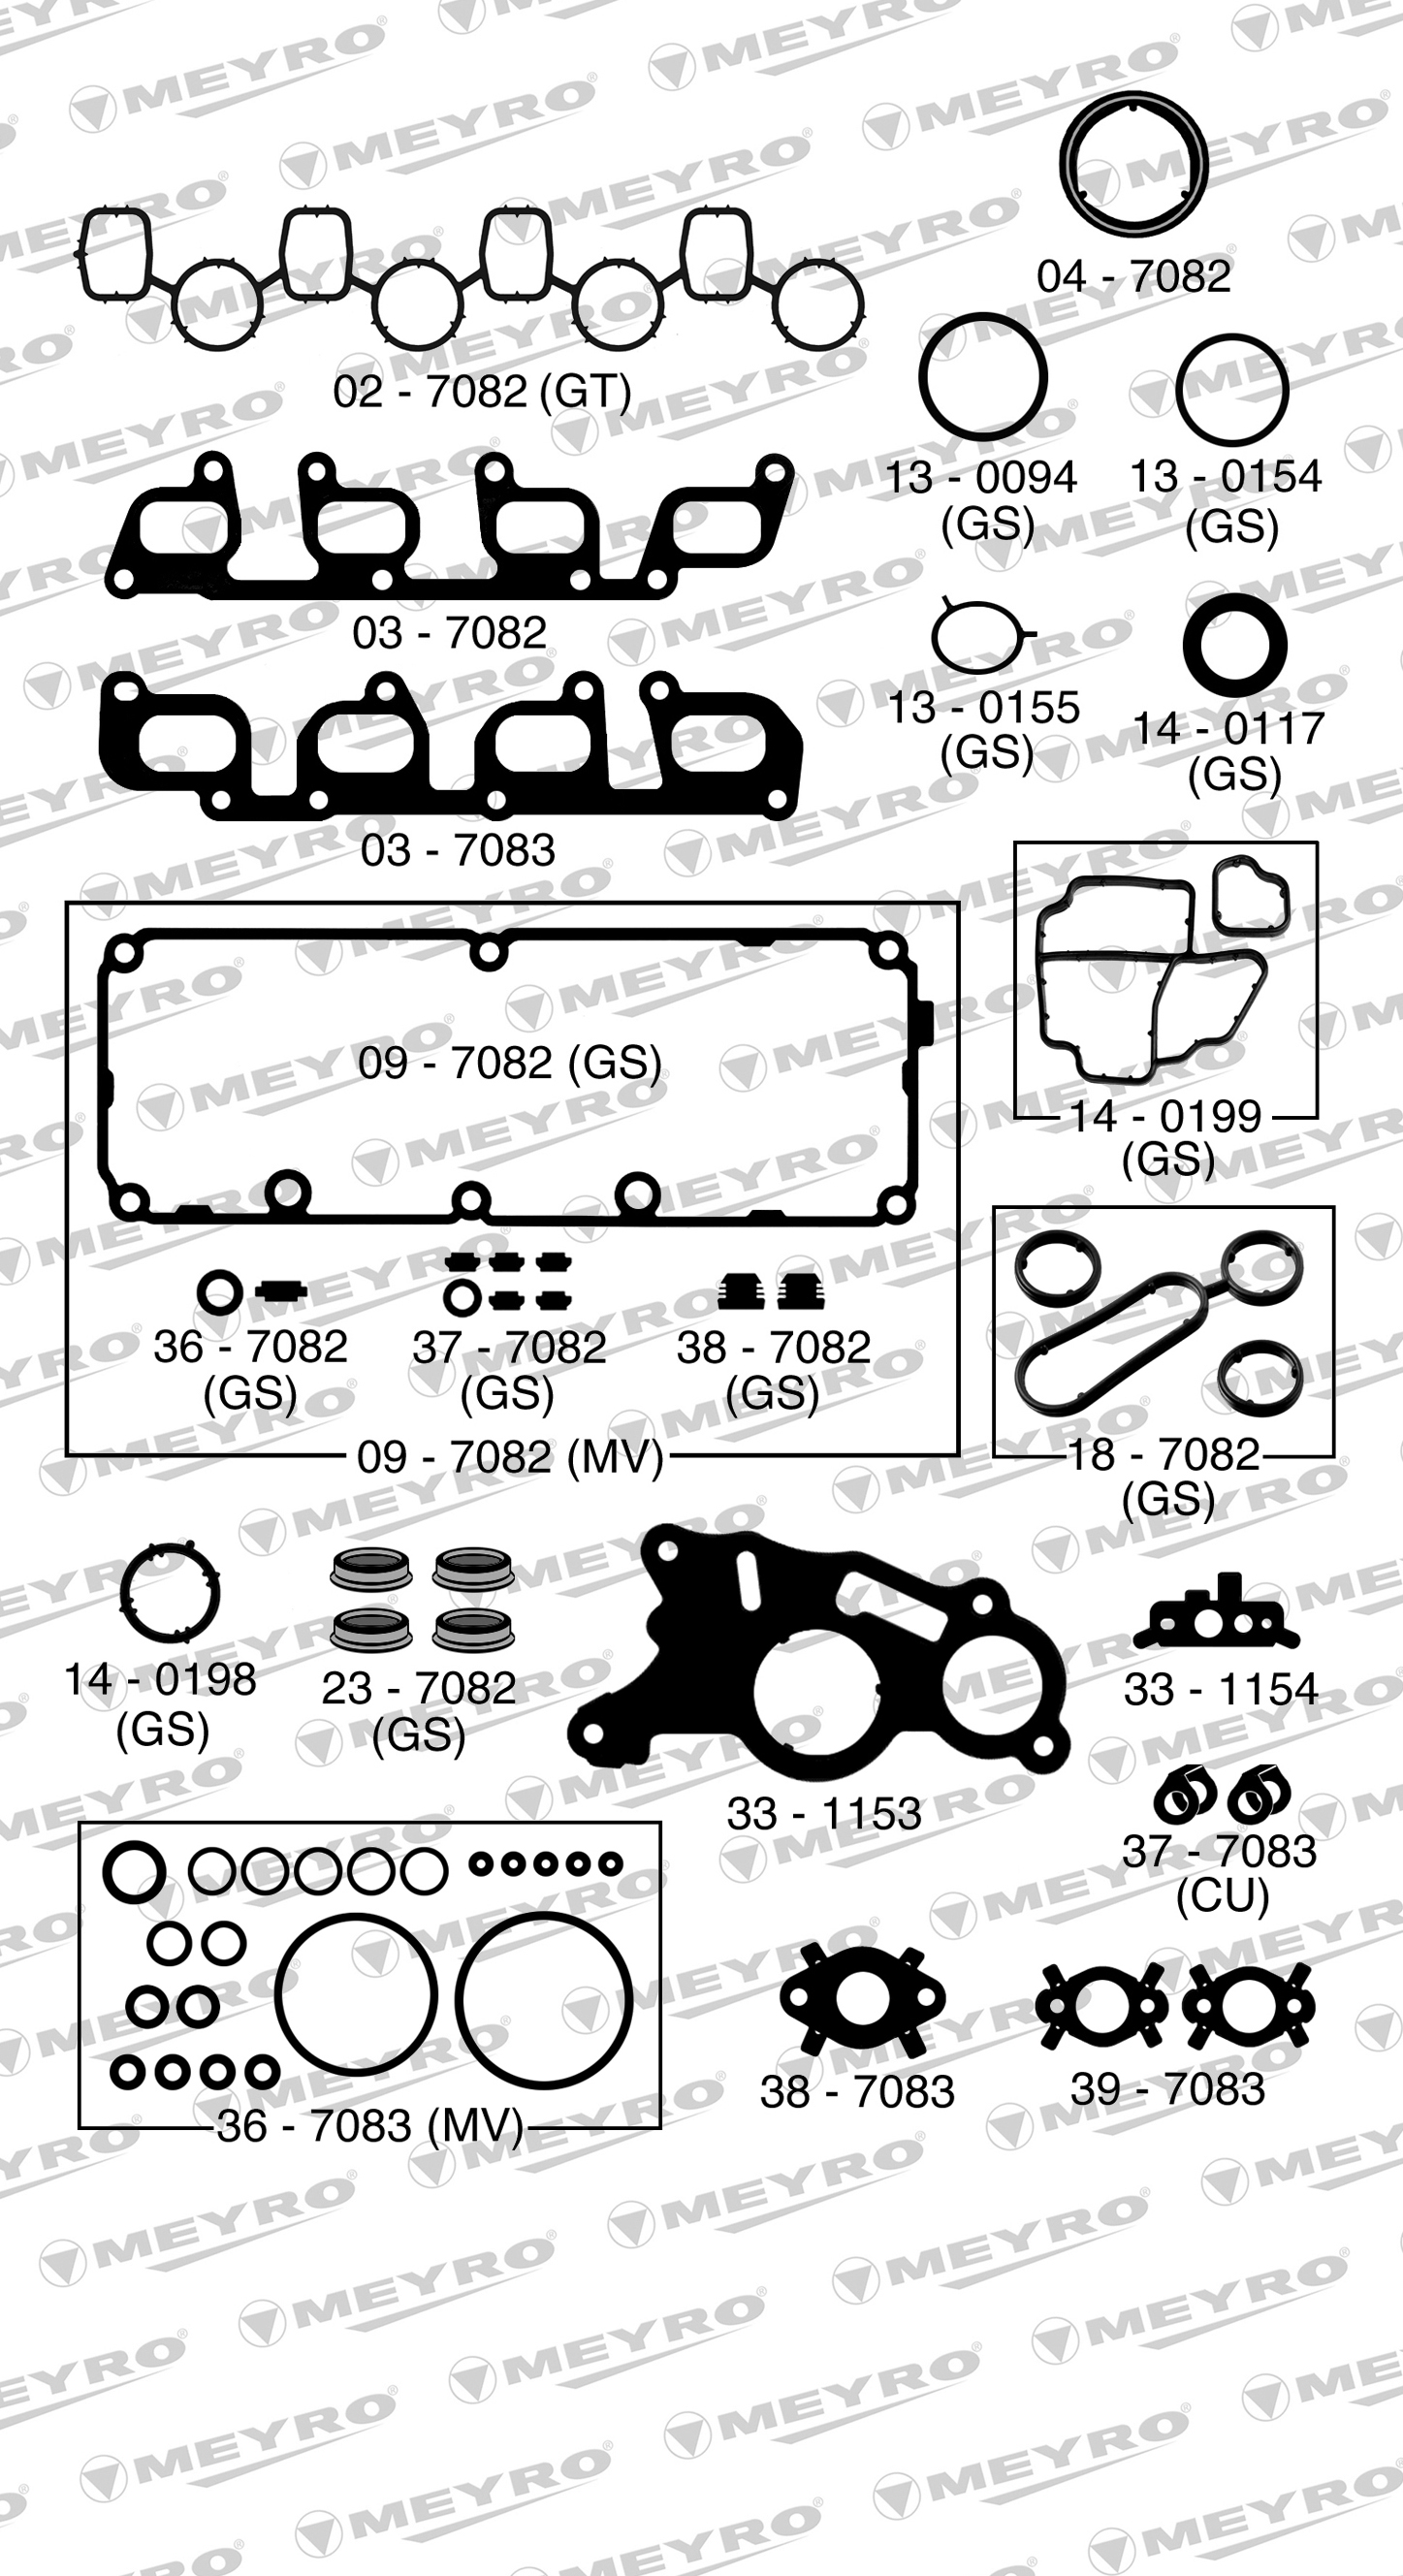 MEYRO
04 - 7082
02 - 7082 (GT)
13 - 0094
(GS)
13 - 0154
(GS)
03 - 7082
13 - 0155
(GS)
14 - 0117
(GS)
03 - 7083
09 - 7082 (GS)
14 - 0199
(GS)
36 - 7082
(GS)
37 - 7082
(GS)
38 - 7082
(GS)
09 - 7082 (MV)
18 - 7082
(GS)
14 - 0198
(GS)
23 - 7082
(GS)
33 - 1154
33 - 1153
37 - 7083
(CU)
38 - 7083
39 - 7083
36 - 7083 (MV)